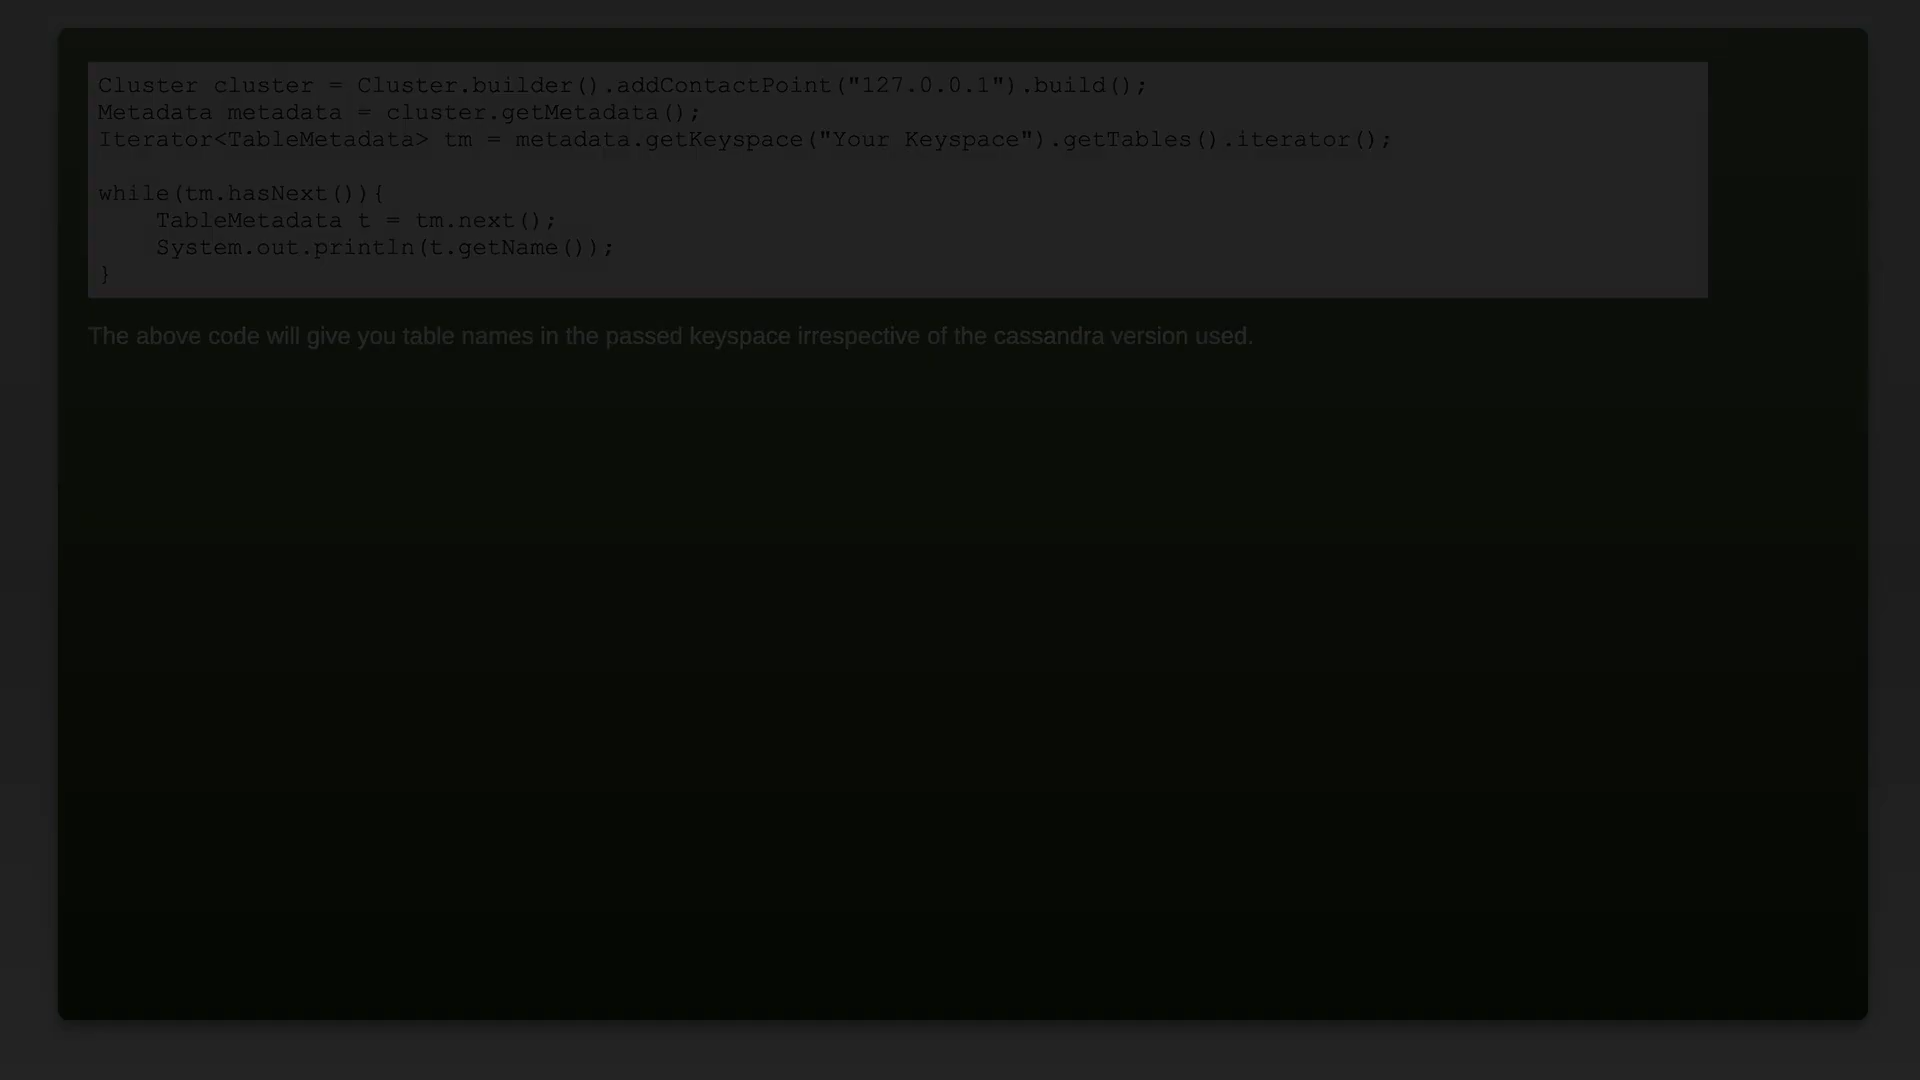 Cluster cluster = Cluster.builder().addContactPoint("127.0.0.1").build();
Metadata metadata = cluster.getMetadata();
Iterator<TableMetadata> tm = metadata.getKeyspace("Your Keyspace").getTables().iterator();
while(tm.hasNext()){
    TableMetadata t = tm.next();
    System.out.println(t.getName());
}
The above code will give you table names in the passed keyspace irrespective of the cassandra version used.